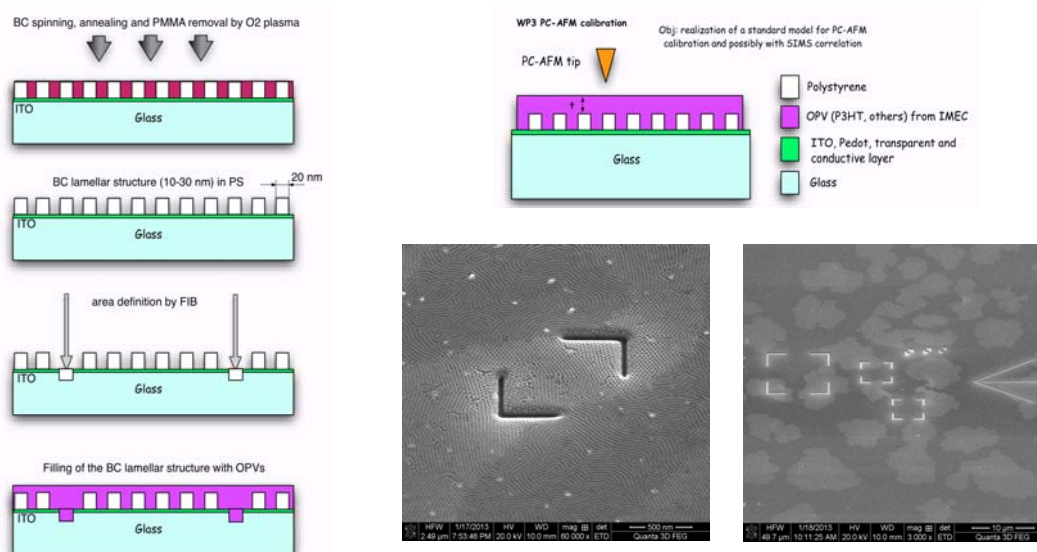 BC spinning, annealing and PMMA removal by O2 plasma
ITO
Glass
BC lamellar structure (10-30 nm) in PS
20 nm
ITO
Glass
area definition by FIB
ITO
Glass
Filling of the BC lamellar structure with OPVs
ITO
Glass
WP3 PC-AFM calibration
Obj: realization of a standard model for PC-AFM
calibration and possibly with SIMS correlation
PC-AFM tip
t
Glass
Polystyrene
OPV (P3HT, others) from IMEC
ITO, Pedot, transparent and
conductive layer
Glass
HFW 1/17/2013 HV WD mag det 500 nm
2.49 µm 7:53:46 PM 20.0 kV 10.0 mm 60 000 x ETD Quanta 3D FEG
HFW 1/18/2013 HV WD mag det 10 µm
49.7 µm 10:11:25 AM 20.0 kV 10.0 mm 3 000 x ETD Quanta 3D FEG